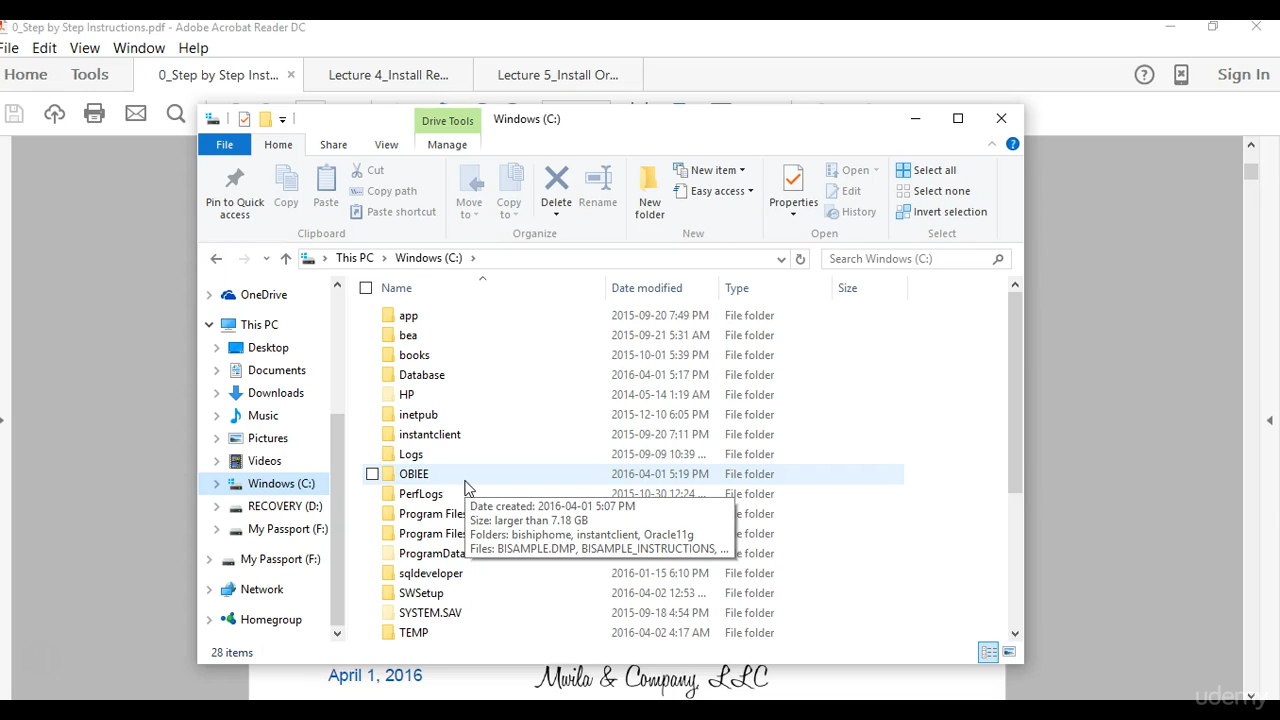 0_Step by Step Instructions.pdf - Adobe Acrobat Reader DC
File Edit View Window Help
Home Tools 0_Step by Step Inst... × Lecture 4_Install Re... Lecture 5_Install Or... Sign In
Drive Tools Windows (C:)
File Home Share View Manage
Pin to Quick access
Copy
Paste
Cut
Copy path
Paste shortcut
Clipboard
Move to
Copy to
Delete
Rename
Organize
New folder
New item
Easy access
New
Properties
Open
Edit
History
Open
Select all
Select none
Invert selection
Select
This PC > Windows (C:) >
Search Windows (C:)
OneDrive
This PC
Desktop
Documents
Downloads
Music
Pictures
Videos
Windows (C:)
RECOVERY (D:)
My Passport (F:)
My Passport (F:)
Network
Homegroup
Name Date modified Type Size
app 2015-09-20 7:49 PM File folder
bea 2015-09-21 5:31 AM File folder
books 2015-10-01 5:39 PM File folder
Database 2016-04-01 5:17 PM File folder
HP 2014-05-14 1:19 AM File folder
inetpub 2015-12-10 6:05 PM File folder
instantclient 2015-09-20 7:11 PM File folder
Logs 2015-09-09 10:39 ... File folder
OBIEE 2016-04-01 5:19 PM File folder
PerfLogs 2015-10-30 12:24 ... File folder
Program Files
Program Files
ProgramData
Date created: 2016-04-01 5:07 PM
Size: larger than 7.18 GB
Folders: bishiphome, instantclient, Oracle11g
Files: BISAMPLE.DMP, BISAMPLE_INSTRUCTIONS, ...
File folder
File folder
File folder
sqldeveloper 2016-01-15 6:10 PM File folder
SWSetup 2016-04-02 12:53 ... File folder
SYSTEM.SAV 2015-09-18 4:54 PM File folder
TEMP 2016-04-02 4:17 AM File folder
28 items
April 1, 2016
Mwila & Company, LLC
udemy